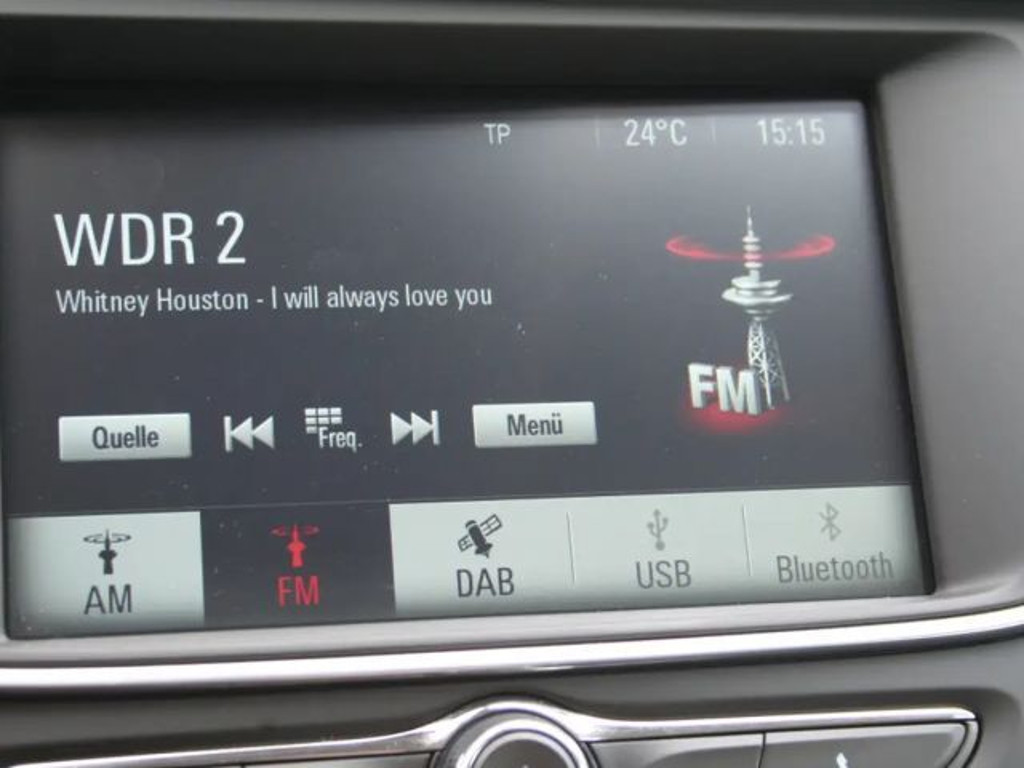 TP 24°C 15:15
WDR 2
Whitney Houston - I will always love you
FM
Quelle Freq. Menü
AM FM DAB USB Bluetooth